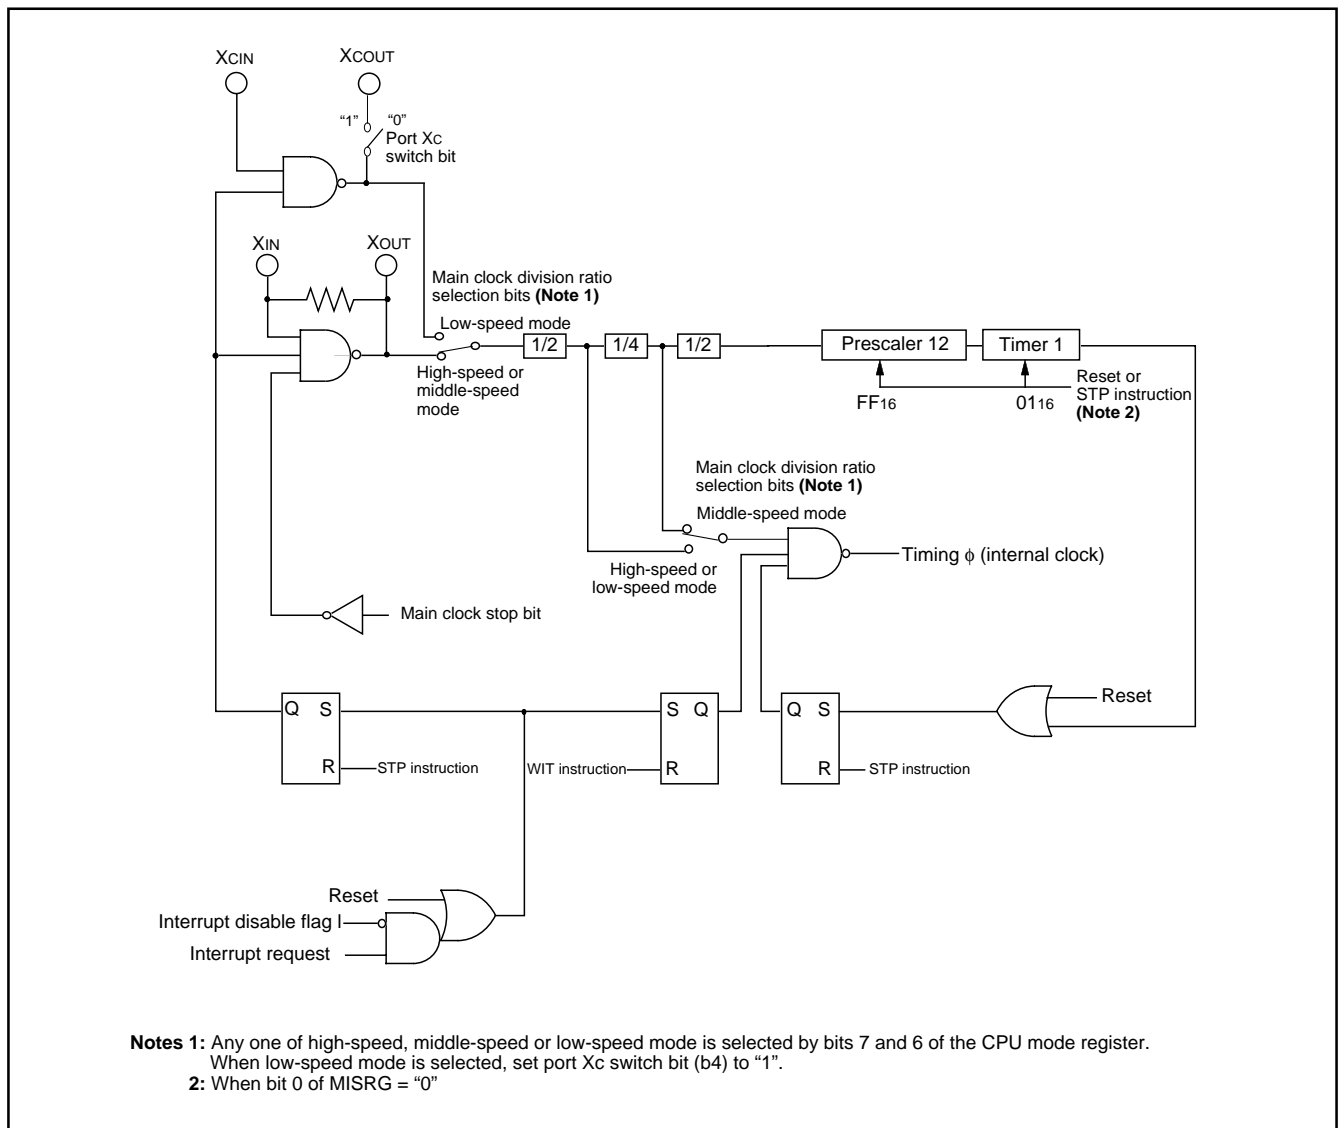 XCIN
XCOUT
“1” “0”
Port XC
switch bit
XIN
XOUT
Main clock division ratio
selection bits (Note 1)
Low-speed mode
1/2
1/4
1/2
Prescaler 12
Timer 1
High-speed or
middle-speed
mode
FF16
0116
Reset or
STP instruction
(Note 2)
Main clock division ratio
selection bits (Note 1)
Middle-speed mode
High-speed or
low-speed mode
Timing ϕ (internal clock)
Main clock stop bit
Reset
Q S
R
STP instruction
WIT instruction
S Q
R
Q S
R
STP instruction
Reset
Interrupt disable flag I
Interrupt request
Notes 1: Any one of high-speed, middle-speed or low-speed mode is selected by bits 7 and 6 of the CPU mode register.
When low-speed mode is selected, set port Xc switch bit (b4) to “1”.
2: When bit 0 of MISRG = “0”